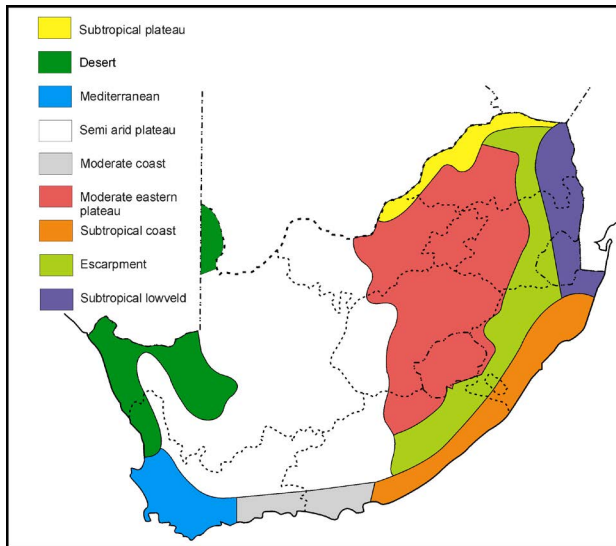 Subtropical plateau
Desert
Mediterranean
Semi arid plateau
Moderate coast
Moderate eastern
plateau
Subtropical coast
Escarpment
Subtropical lowveld